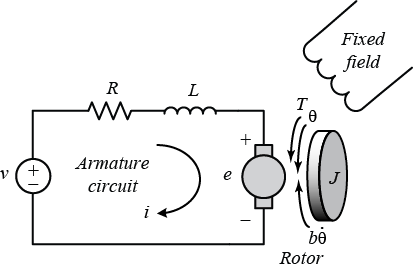 Fixed
field
R
L
T
θ
+
v
+
−
Armature
circuit
e
J
i
−
bθ̇
Rotor